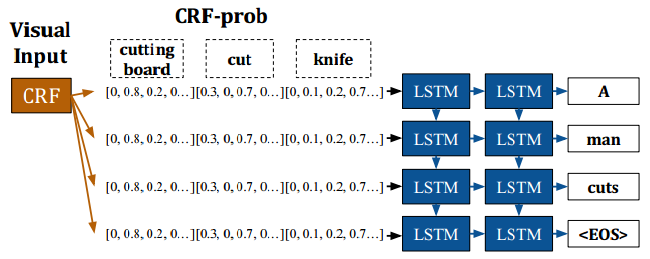 CRF-prob
Visual
Input
cutting
board
cut
knife
CRF
[0, 0.8, 0.2, 0…][0.3, 0, 0.7, 0…][0, 0.1, 0.2, 0.7…]
LSTM
LSTM
A
[0, 0.8, 0.2, 0…][0.3, 0, 0.7, 0…][0, 0.1, 0.2, 0.7…]
LSTM
LSTM
man
[0, 0.8, 0.2, 0…][0.3, 0, 0.7, 0…][0, 0.1, 0.2, 0.7…]
LSTM
LSTM
cuts
[0, 0.8, 0.2, 0…][0.3, 0, 0.7, 0…][0, 0.1, 0.2, 0.7…]
LSTM
LSTM
<EOS>